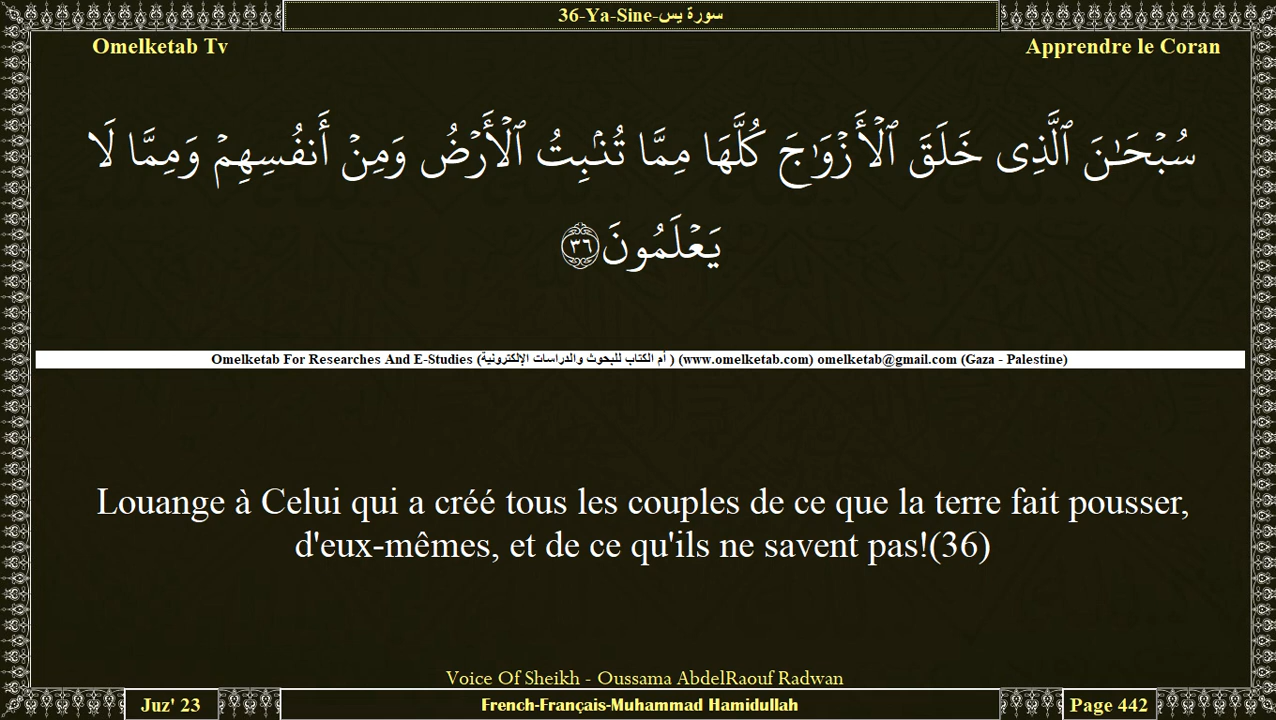 36-Ya-Sine-سورة يس
Omelketab Tv
Apprendre le Coran
سُبۡحَٰنَ ٱلَّذِی خَلَقَ ٱلۡأَزۡوَٰجَ كُلَّهَا مِمَّا تُنۢبِتُ ٱلۡأَرۡضُ وَمِنۡ أَنفُسِهِمۡ وَمِمَّا لَا
يَعۡلَمُونَ ٣٦
Omelketab For Researches And E-Studies (أم الكتاب للبحوث والدراسات الإلكترونية ) (www.omelketab.com) omelketab@gmail.com (Gaza - Palestine)
Louange à Celui qui a créé tous les couples de ce que la terre fait pousser,
d'eux-mêmes, et de ce qu'ils ne savent pas!(36)
Voice Of Sheikh - Oussama AbdelRaouf Radwan
Juz' 23
French-Français-Muhammad Hamidullah
Page 442